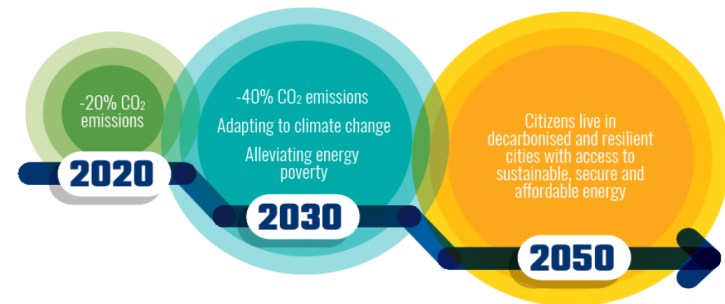 -20% CO₂
emissions
2020
-40% CO₂ emissions
Adapting to climate change
Alleviating energy
poverty
2030
Citizens live in
decarbonised and resilient
cities with access to
sustainable, secure and
affordable energy
2050